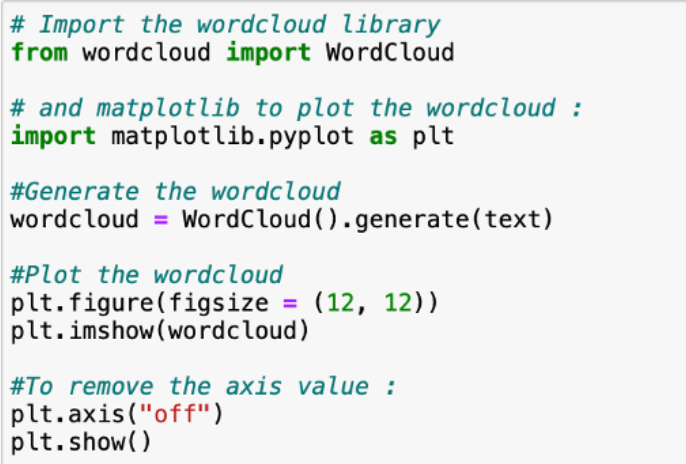 # Import the wordcloud library
from wordcloud import WordCloud
# and matplotlib to plot the wordcloud :
import matplotlib.pyplot as plt
#Generate the wordcloud
wordcloud = WordCloud().generate(text)
#Plot the wordcloud
plt.figure(figsize = (12, 12))
plt.imshow(wordcloud)
#To remove the axis value :
plt.axis("off")
plt.show()